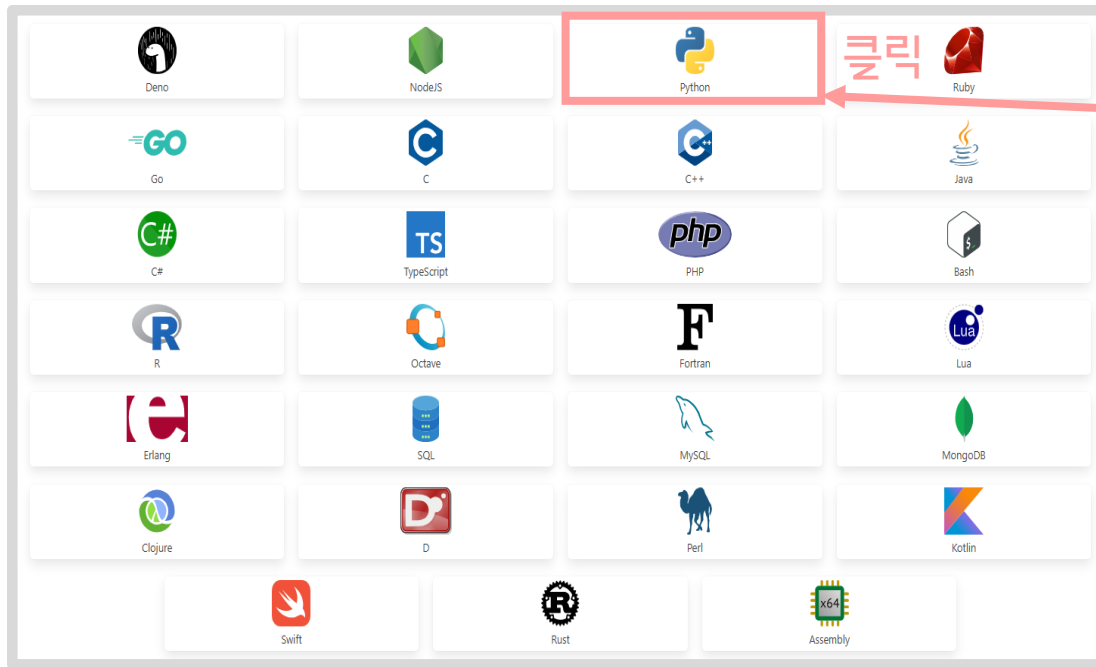 Deno
NodeJS
Python
클릭
Ruby
GO
Go
C
C
C++
C++
Java
C#
C#
TS
TypeScript
php
PHP
$_
Bash
R
R
Octave
F
Fortran
Lua
Lua
e
Erlang
SQL
MySQL
MongoDB
Clojure
D
D
Perl
Kotlin
Swift
R
Rust
x64
Assembly